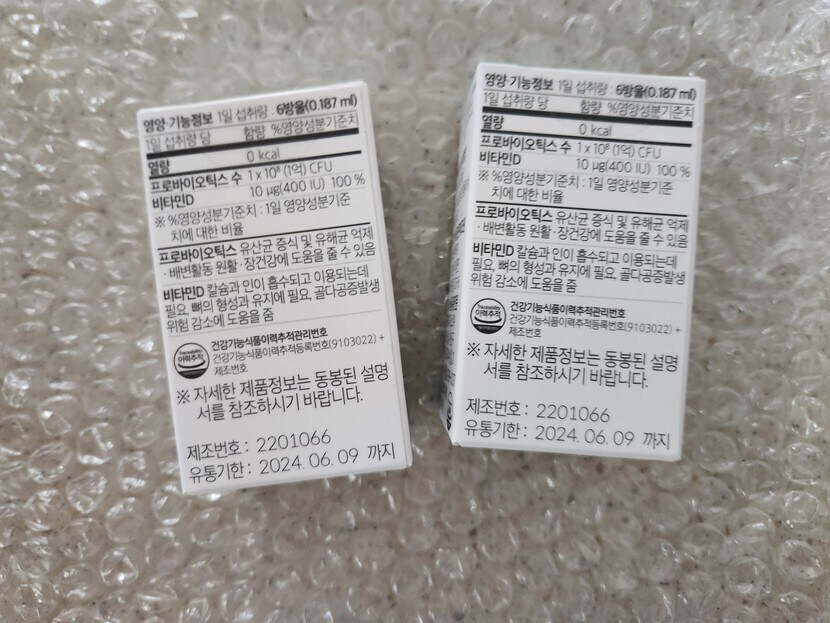 영양·기능정보 1일 섭취량 : 6방울(0.187 ml)
1일 섭취량 당 함량 %영양성분기준치
열량 0 kcal
프로바이오틱스 수 1 x 10⁸ (1억) CFU
비타민D 10 µg(400 IU) 100 %
※ %영양성분기준치 : 1일 영양성분기준
치에 대한 비율
프로바이오틱스 유산균 증식 및 유해균 억제
· 배변활동 원활 · 장건강에 도움을 줄 수 있음
비타민D 칼슘과 인이 흡수되고 이용되는데
필요, 뼈의 형성과 유지에 필요, 골다공증발생
위험 감소에 도움을 줌
Traceability
이력추적
건강기능식품이력추적관리번호
건강기능식품이력추적등록번호(9103022) +
제조번호
※ 자세한 제품정보는 동봉된 설명
서를 참조하시기 바랍니다.
제조번호 : 2201066
유통기한 : 2024. 06. 09 까지
영양·기능정보 1일 섭취량 : 6방울(0.187 ml)
1일 섭취량 당 함량 %영양성분기준치
열량 0 kcal
프로바이오틱스 수 1 x 10⁸ (1억) CFU
비타민D 10 µg(400 IU) 100 %
※ %영양성분기준치 : 1일 영양성분기준
치에 대한 비율
프로바이오틱스 유산균 증식 및 유해균 억제
· 배변활동 원활 · 장건강에 도움을 줄 수 있음
비타민D 칼슘과 인이 흡수되고 이용되는데
필요, 뼈의 형성과 유지에 필요, 골다공증발생
위험 감소에 도움을 줌
Traceability
이력추적
건강기능식품이력추적관리번호
건강기능식품이력추적등록번호(9103022) +
제조번호
※ 자세한 제품정보는 동봉된 설명
서를 참조하시기 바랍니다.
제조번호 : 2201066
유통기한 : 2024. 06. 09 까지